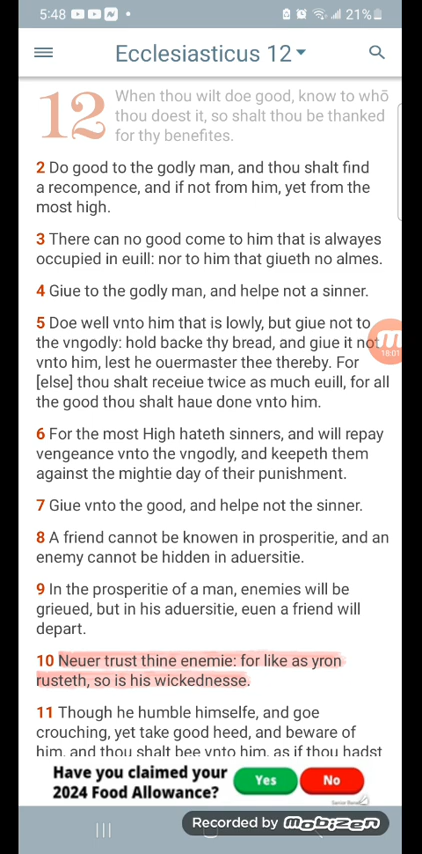 5:48
21%
Ecclesiasticus 12
12 When thou wilt doe good, know to whõ
thou doest it, so shalt thou be thanked
for thy benefites.
2 Do good to the godly man, and thou shalt find
a recompence, and if not from him, yet from the
most high.
3 There can no good come to him that is alwayes
occupied in euill: nor to him that giueth no almes.
4 Giue to the godly man, and helpe not a sinner.
5 Doe well vnto him that is lowly, but giue not to
the vngodly: hold backe thy bread, and giue it not
vnto him, lest he ouermaster thee thereby. For
[else] thou shalt receiue twice as much euill, for all
the good thou shalt haue done vnto him.
18:01
6 For the most High hateth sinners, and will repay
vengeance vnto the vngodly, and keepeth them
against the mightie day of their punishment.
7 Giue vnto the good, and helpe not the sinner.
8 A friend cannot be knowen in prosperitie, and an
enemy cannot be hidden in aduersitie.
9 In the prosperitie of a man, enemies will be
grieued, but in his aduersitie, euen a friend will
depart.
10 Neuer trust thine enemie: for like as yron
rusteth, so is his wickednesse.
11 Though he humble himselfe, and goe
crouching, yet take good heed, and beware of
him, and thou shalt bee vnto him, as if thou hadst
Have you claimed your
2024 Food Allowance?
Yes
No
Recorded by mobizen